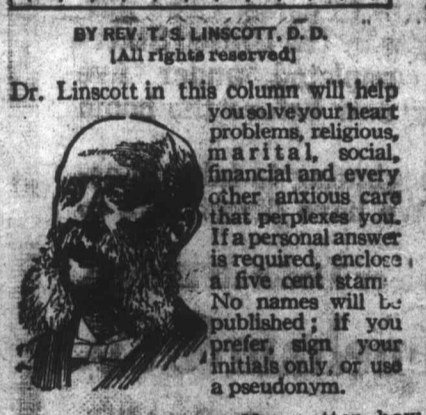 BY REV. T. S. LINSCOTT, D. D.
[All rights reserved]
Dr. Linscott in this column will help
you solve your heart
problems, religious,
marital, social,
financial and every
other anxious care
that perplexes you.
If a personal answer
is required, enclose
a five cent stam
No names will be
published; if you
prefer, sign your
initials only, or use
a pseudonym.